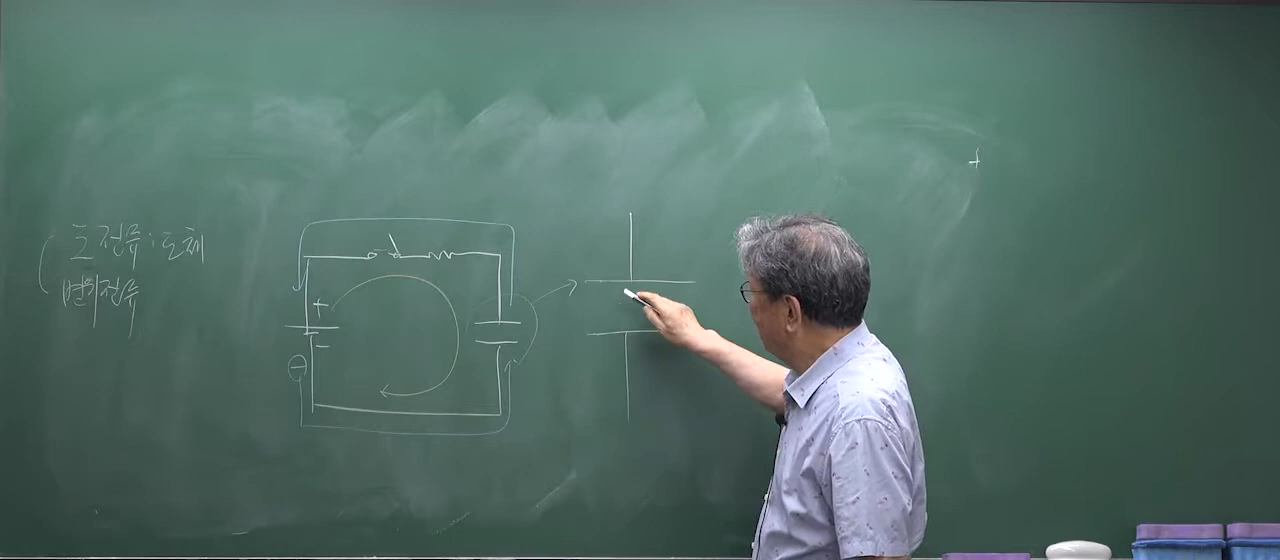 도전류 : 도체
변위전류
+
-
⊖
+